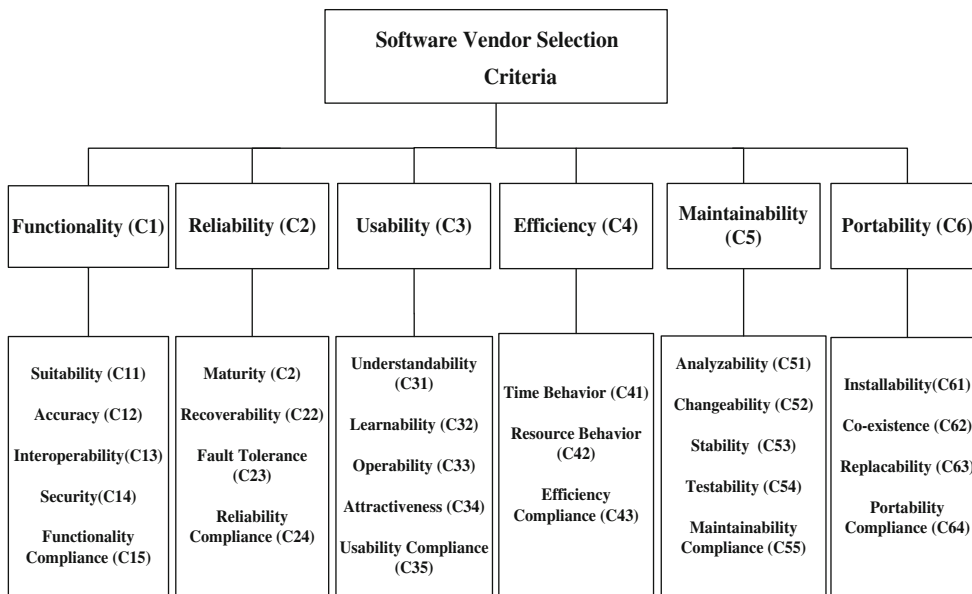 Software Vendor Selection
Criteria
Functionality (C1)
Reliability (C2)
Usability (C3)
Efficiency (C4)
Maintainability
(C5)
Portability (C6)
Suitability (C11)
Accuracy (C12)
Interoperability(C13)
Security(C14)
Functionality
Compliance (C15)
Maturity (C2)
Recoverability (C22)
Fault Tolerance
(C23)
Reliability
Compliance (C24)
Understandability
(C31)
Learnability (C32)
Operability (C33)
Attractiveness (C34)
Usability Compliance
(C35)
Time Behavior (C41)
Resource Behavior
(C42)
Efficiency
Compliance (C43)
Analyzability (C51)
Changeability (C52)
Stability (C53)
Testability (C54)
Maintainability
Compliance (C55)
Installability(C61)
Co-existence (C62)
Replacability (C63)
Portability
Compliance (C64)